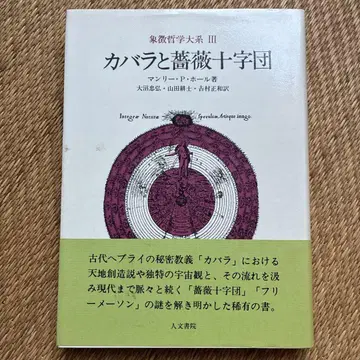 象徴哲学大系 III
カバラと薔薇十字団
マンリー・P・ホール著
大沼忠弘・山田耕士・吉村正和訳
Integræ Naturæ Speculum Artisque imago.
古代ヘブライの秘密教義「カバラ」における
天地創造説や独特の宇宙観と、その流れを汲
み現代まで脈々と続く「薔薇十字団」「フリ
ーメーソン」の謎を解き明かした稀有の書。
人文書院